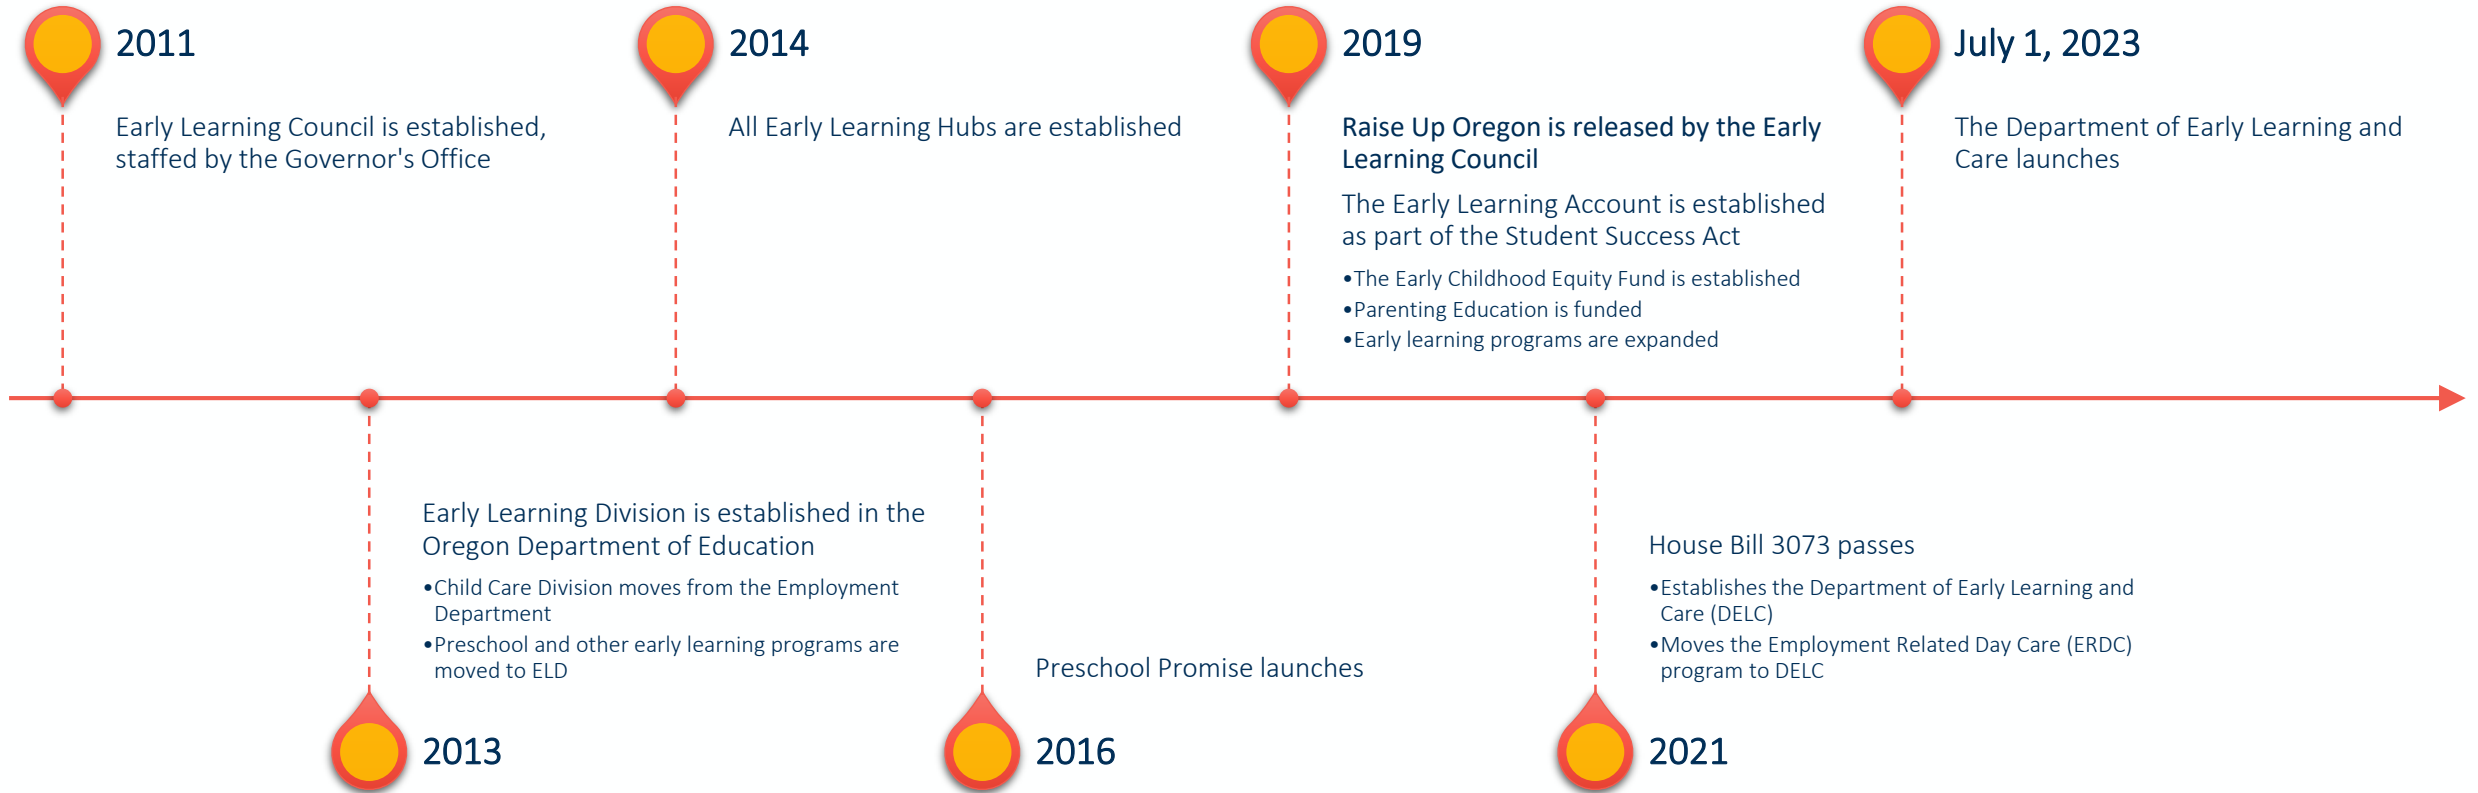 2011
Early Learning Council is established,
staffed by the Governor's Office
2014
All Early Learning Hubs are established
2019
Raise Up Oregon is released by the Early
Learning Council
The Early Learning Account is established
as part of the Student Success Act
•The Early Childhood Equity Fund is established
•Parenting Education is funded
•Early learning programs are expanded
July 1, 2023
The Department of Early Learning and
Care launches
Early Learning Division is established in the
Oregon Department of Education
•Child Care Division moves from the Employment
Department
•Preschool and other early learning programs are
moved to ELD
2013
Preschool Promise launches
2016
House Bill 3073 passes
•Establishes the Department of Early Learning and
Care (DELC)
•Moves the Employment Related Day Care (ERDC)
program to DELC
2021